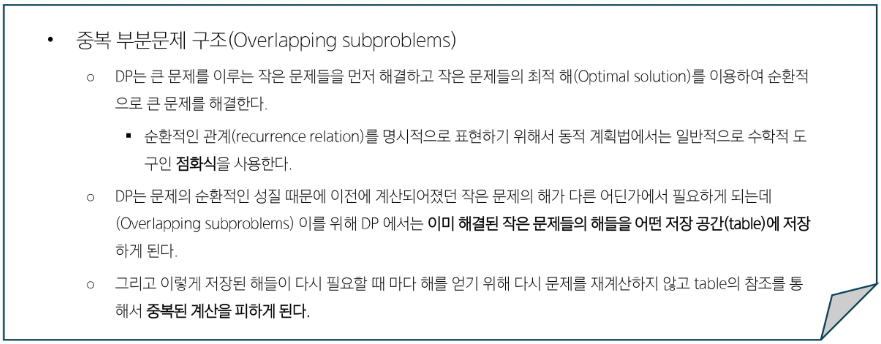 • 중복 부분문제 구조(Overlapping subproblems)
○ DP는 큰 문제를 이루는 작은 문제들을 먼저 해결하고 작은 문제들의 최적 해(Optimal solution)를 이용하여 순환적
으로 큰 문제를 해결한다.
▪ 순환적인 관계(recurrence relation)를 명시적으로 표현하기 위해서 동적 계획법에서는 일반적으로 수학적 도
구인 점화식을 사용한다.
○ DP는 문제의 순환적인 성질 때문에 이전에 계산되어졌던 작은 문제의 해가 다른 어딘가에서 필요하게 되는데
(Overlapping subproblems) 이를 위해 DP 에서는 이미 해결된 작은 문제들의 해들을 어떤 저장 공간(table)에 저장
하게 된다.
○ 그리고 이렇게 저장된 해들이 다시 필요할 때 마다 해를 얻기 위해 다시 문제를 재계산하지 않고 table의 참조를 통
해서 중복된 계산을 피하게 된다.